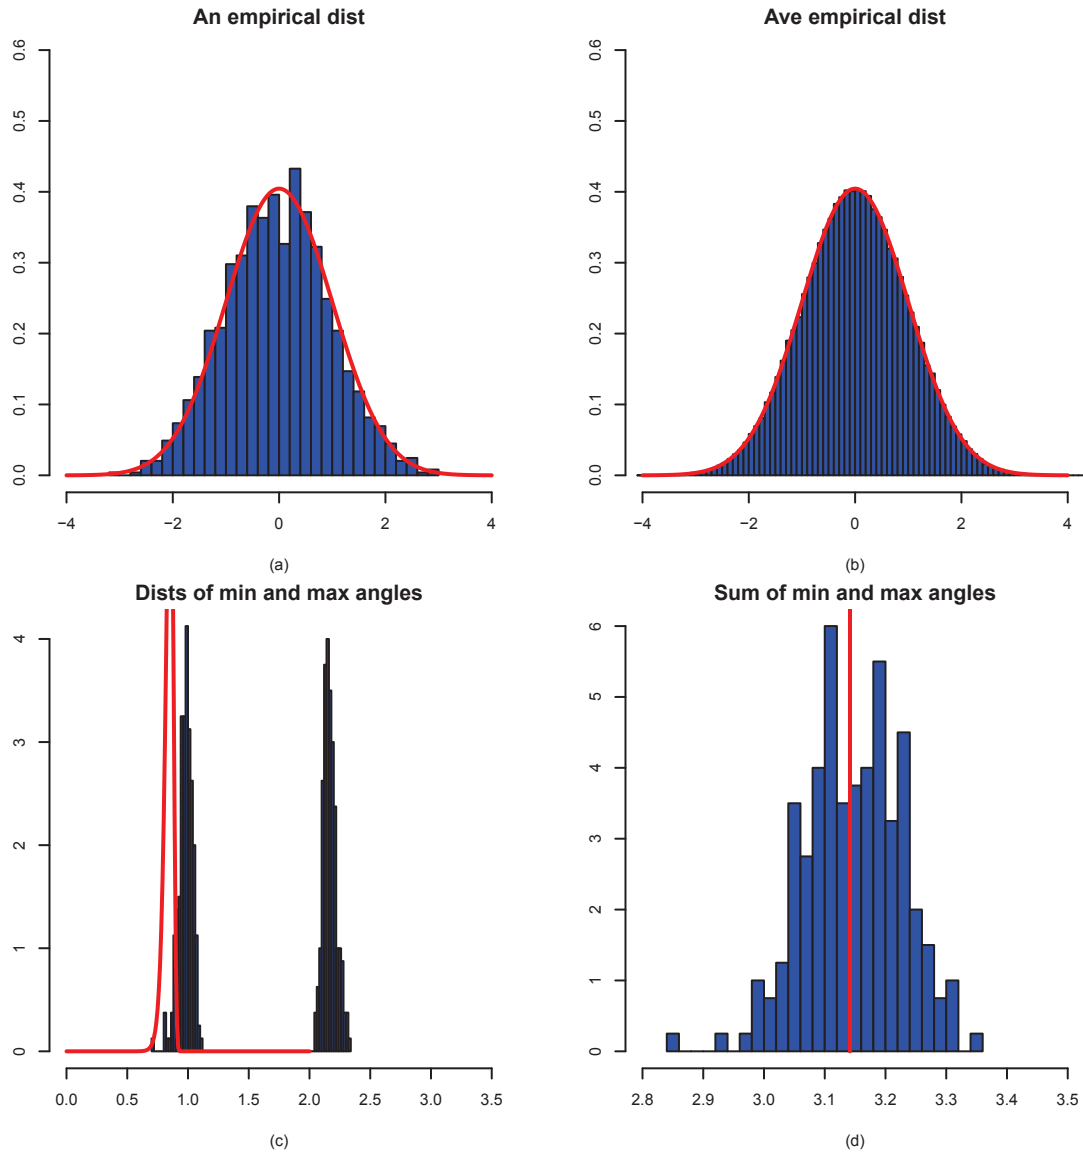 An empirical dist
0.6
0.5
0.4
0.3
0.2
0.1
0.0
−4 −2 0 2 4
(a)
Ave empirical dist
0.6
0.5
0.4
0.3
0.2
0.1
0.0
−4 −2 0 2 4
(b)
Dists of min and max angles
4
3
2
1
0
0.0 0.5 1.0 1.5 2.0 2.5 3.0 3.5
(c)
Sum of min and max angles
6
5
4
3
2
1
0
2.8 2.9 3.0 3.1 3.2 3.3 3.4 3.5
(d)